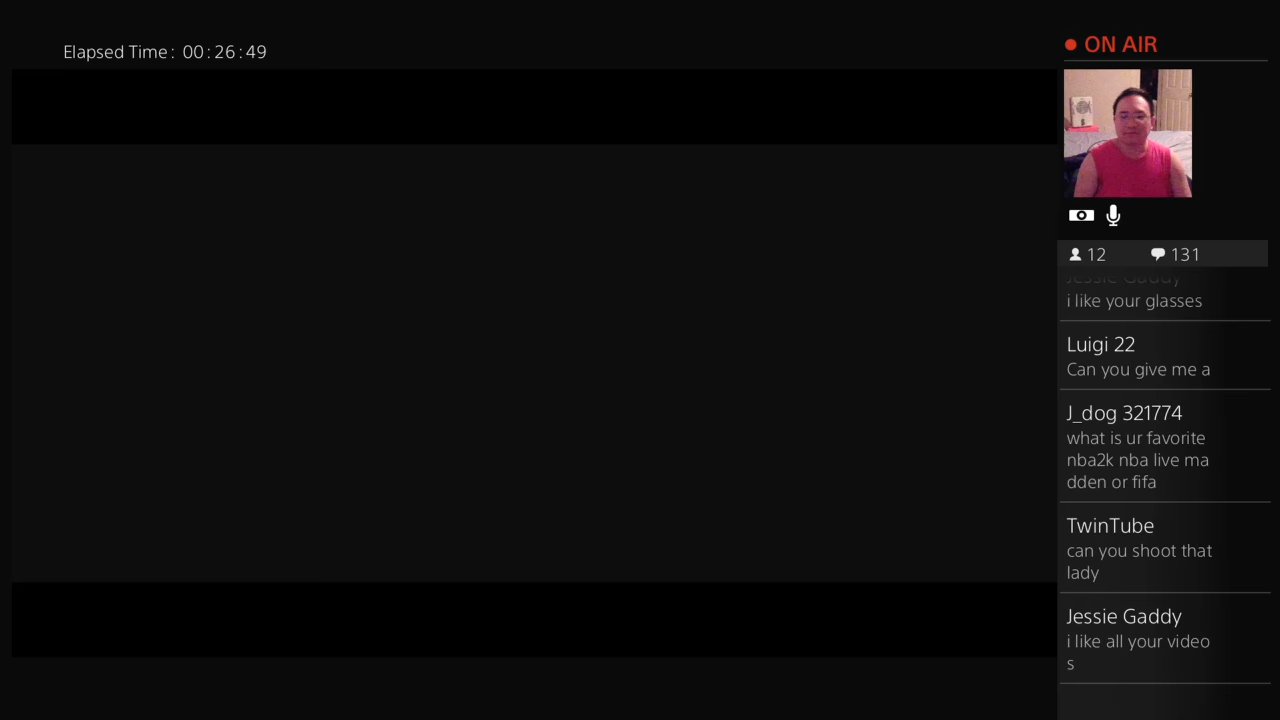 Elapsed Time: 00:26:49
ON AIR
12 131
Jessie Gaddy
i like your glasses
Luigi 22
Can you give me a
J_dog 321774
what is ur favorite
nba2k nba live ma
dden or fifa
TwinTube
can you shoot that
lady
Jessie Gaddy
i like all your video
s